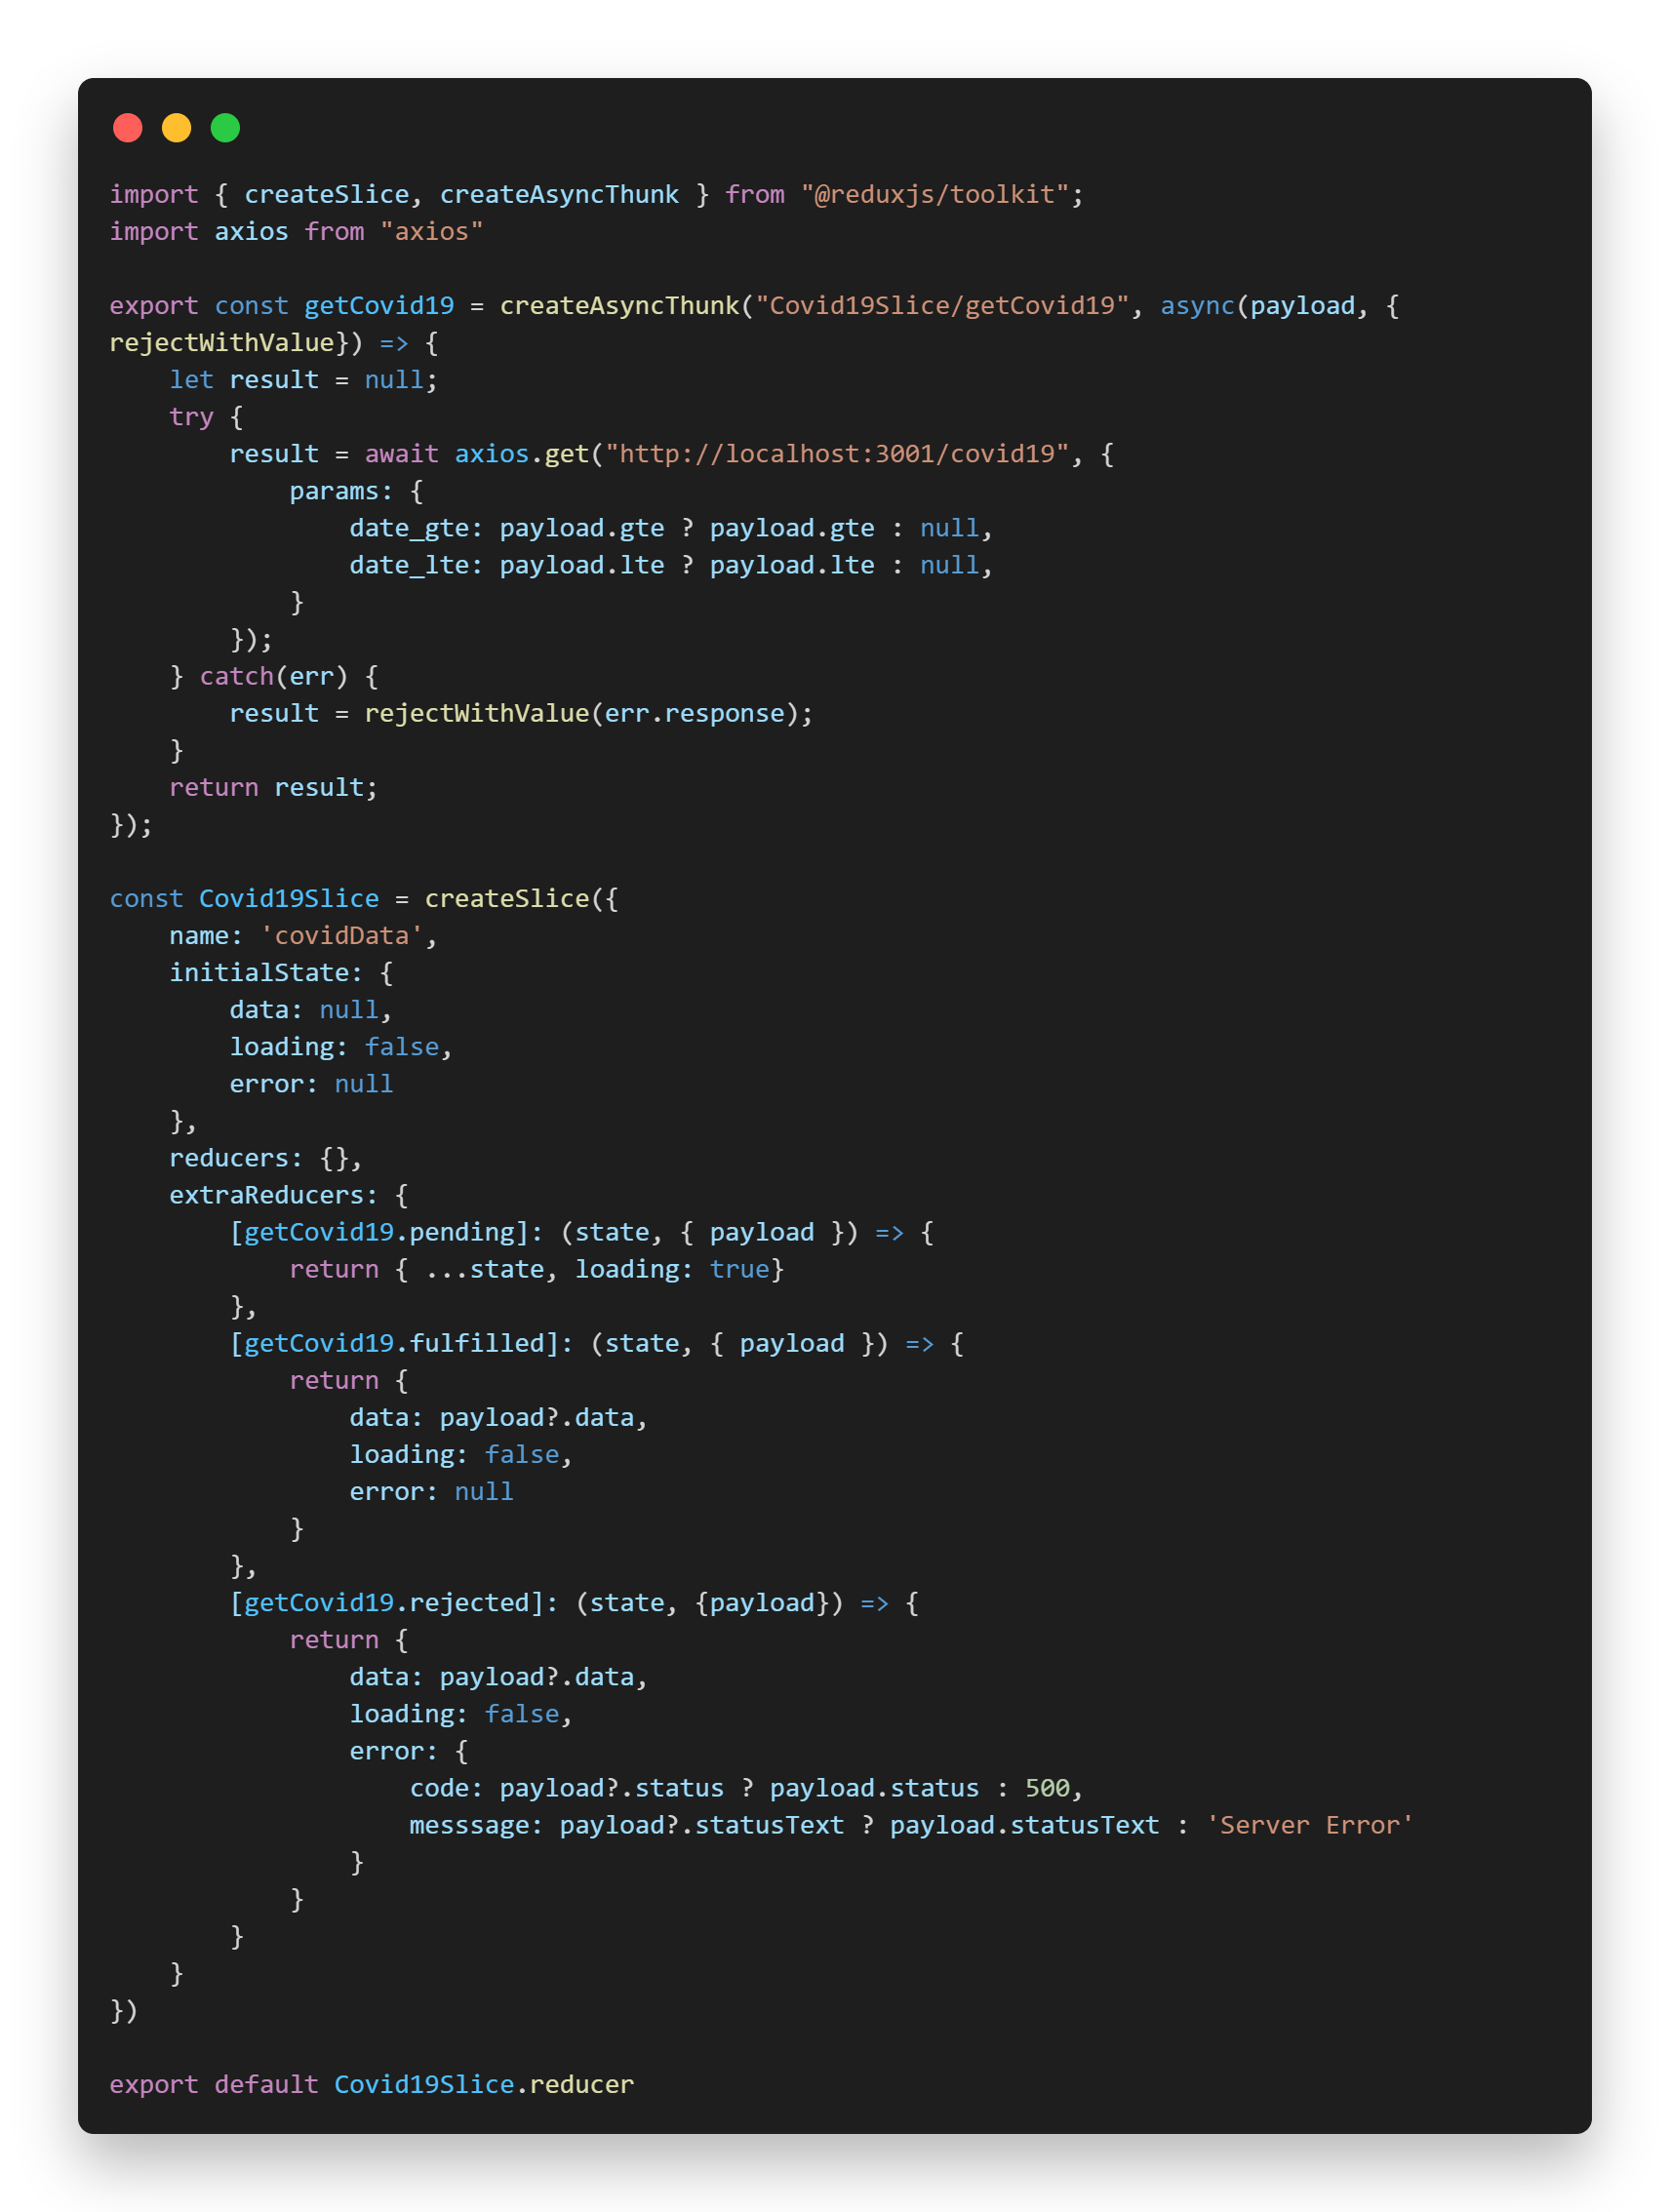 import { createSlice, createAsyncThunk } from "@reduxjs/toolkit";
import axios from "axios"

export const getCovid19 = createAsyncThunk("Covid19Slice/getCovid19", async(payload, {
rejectWithValue}) => {
    let result = null;
    try {
        result = await axios.get("http://localhost:3001/covid19", {
            params: {
                date_gte: payload.gte ? payload.gte : null,
                date_lte: payload.lte ? payload.lte : null,
            }
        });
    } catch(err) {
        result = rejectWithValue(err.response);
    }
    return result;
});

const Covid19Slice = createSlice({
    name: 'covidData',
    initialState: {
        data: null,
        loading: false,
        error: null
    },
    reducers: {},
    extraReducers: {
        [getCovid19.pending]: (state, { payload }) => {
            return { ...state, loading: true}
        },
        [getCovid19.fulfilled]: (state, { payload }) => {
            return {
                data: payload?.data,
                loading: false,
                error: null
            }
        },
        [getCovid19.rejected]: (state, {payload}) => {
            return {
                data: payload?.data,
                loading: false,
                error: {
                    code: payload?.status ? payload.status : 500,
                    messsage: payload?.statusText ? payload.statusText : 'Server Error'
                }
            }
        }
    }
})

export default Covid19Slice.reducer